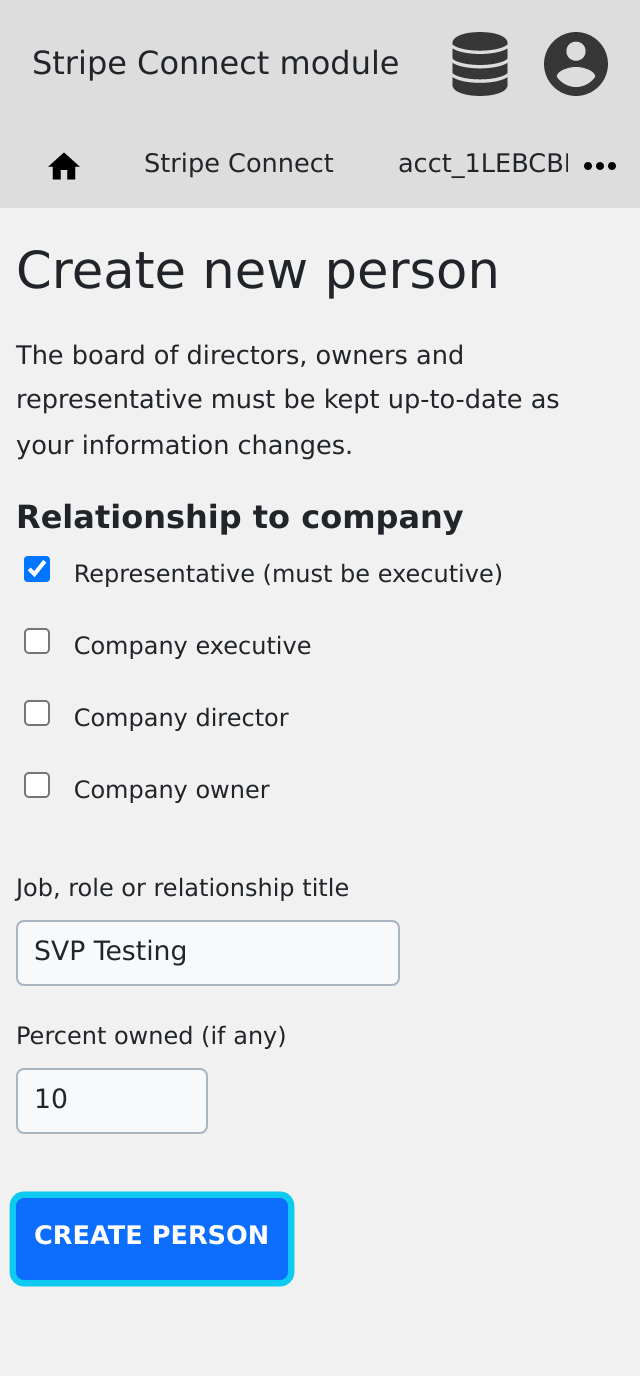 Stripe Connect module
Stripe Connect
acct_1LEBCB
Create new person
The board of directors, owners and
representative must be kept up-to-date as
your information changes.
Relationship to company
Representative (must be executive)
Company executive
Company director
Company owner
Job, role or relationship title
SVP Testing
Percent owned (if any)
10
CREATE PERSON